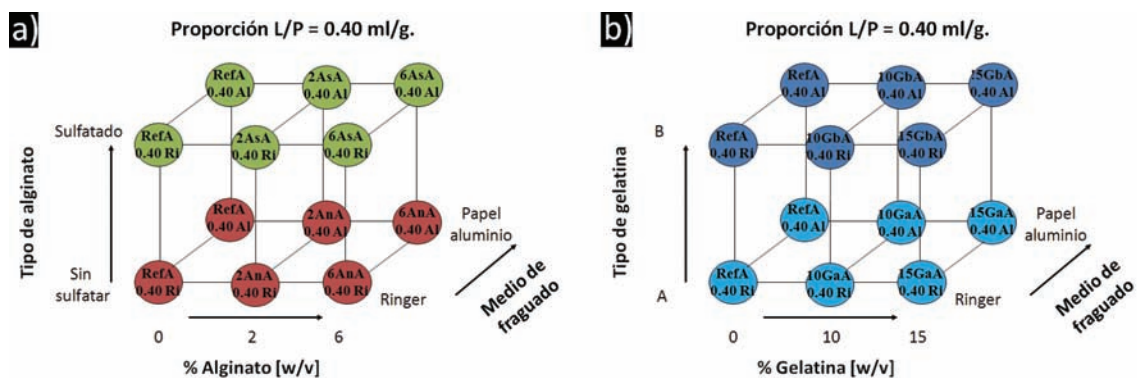 a)
Proporción L/P = 0.40 ml/g.
RefA
0.40 Al
2AsA
0.40 Al
6AsA
0.40 Al
Sulfatado
RefA
0.40 Ri
2AsA
0.40 Ri
6AsA
0.40 Ri
Tipo de alginato
RefA
0.40 Al
2AnA
0.40 Al
6AnA
0.40 Al
Papel
aluminio
Sin
sulfatar
RefA
0.40 Ri
2AnA
0.40 Ri
6AnA
0.40 Ri
Ringer
Medio de
fraguado
0
2
6
% Alginato [w/v]
b)
Proporción L/P = 0.40 ml/g.
RefA
0.40 Al
10GbA
0.40 Al
15GbA
0.40 Al
B
RefA
0.40 Ri
10GbA
0.40 Ri
15GbA
0.40 Ri
Tipo de gelatina
RefA
0.40 Al
10GaA
0.40 Al
15GaA
0.40 Al
Papel
aluminio
A
RefA
0.40 Ri
10GaA
0.40 Ri
15GaA
0.40 Ri
Ringer
Medio de
fraguado
0
10
15
% Gelatina [w/v]